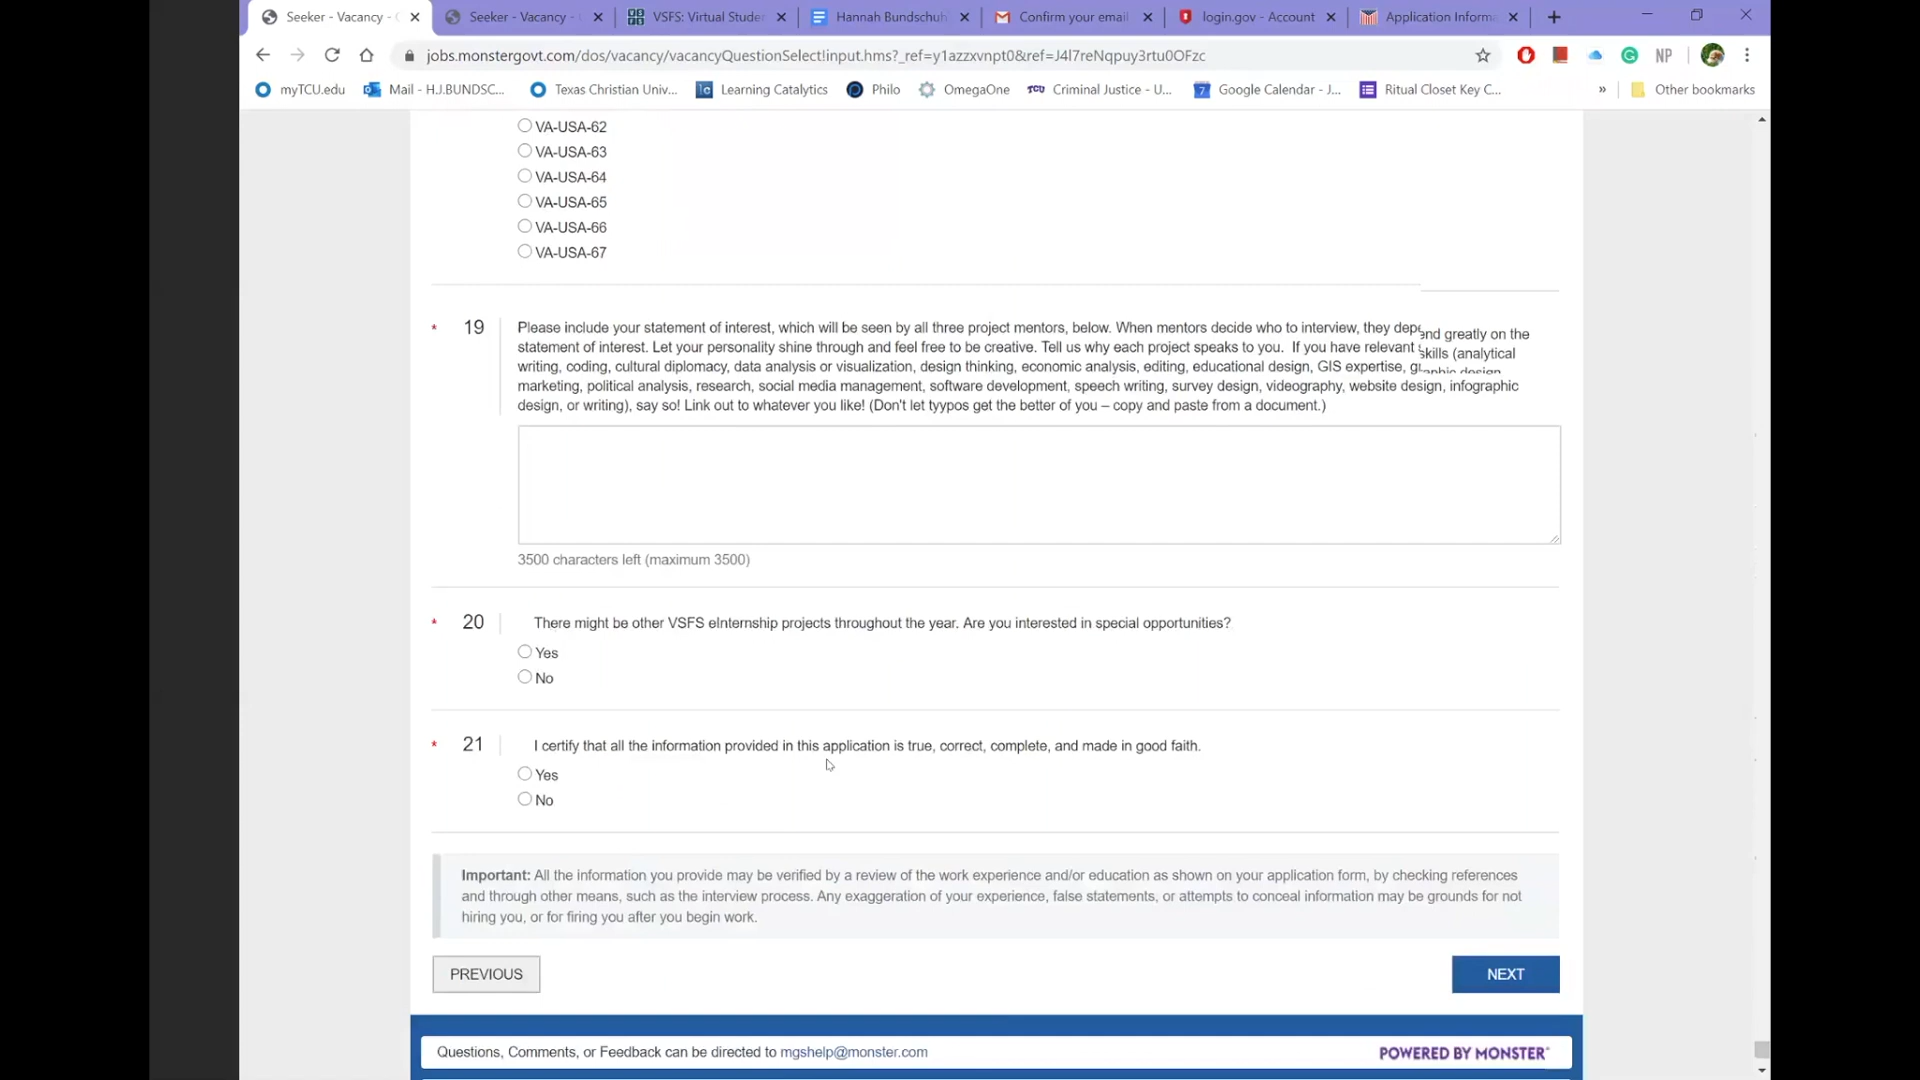 Seeker - Vacancy -
Seeker - Vacancy -
VSFS: Virtual Stude
Hannah Bundschuh
Confirm your email
login.gov - Account
Application Informa
jobs.monstergovt.com/dos/vacancy/vacancyQuestionSelect!input.hms?_ref=y1azzxvnpt0&ref=J4l7reNqpuy3rtu0OFzc
NP
myTCU.edu
Mail - H.J.BUNDSC...
Texas Christian Univ...
Learning Catalytics
Philo
OmegaOne
TCU Criminal Justice - U...
7 Google Calendar - J...
Ritual Closet Key C...
» Other bookmarks
VA-USA-62
VA-USA-63
VA-USA-64
VA-USA-65
VA-USA-66
VA-USA-67
* 19 Please include your statement of interest, which will be seen by all three project mentors, below. When mentors decide who to interview, they depend greatly on the
statement of interest. Let your personality shine through and feel free to be creative. Tell us why each project speaks to you. If you have relevant skills (analytical
writing, coding, cultural diplomacy, data analysis or visualization, design thinking, economic analysis, editing, educational design, GIS expertise, graphic design,
marketing, political analysis, research, social media management, software development, speech writing, survey design, videography, website design, infographic
design, or writing), say so! Link out to whatever you like! (Don't let tyypos get the better of you – copy and paste from a document.)
3500 characters left (maximum 3500)
* 20 There might be other VSFS eInternship projects throughout the year. Are you interested in special opportunities?
Yes
No
* 21 I certify that all the information provided in this application is true, correct, complete, and made in good faith.
Yes
No
Important: All the information you provide may be verified by a review of the work experience and/or education as shown on your application form, by checking references
and through other means, such as the interview process. Any exaggeration of your experience, false statements, or attempts to conceal information may be grounds for not
hiring you, or for firing you after you begin work.
PREVIOUS
NEXT
Questions, Comments, or Feedback can be directed to mgshelp@monster.com
POWERED BY MONSTER